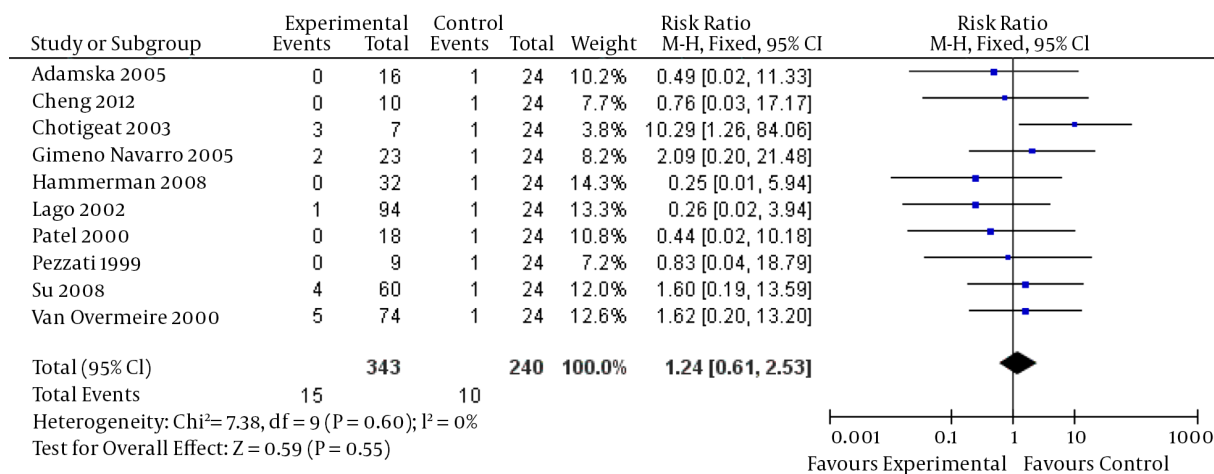 Experimental Control Risk Ratio Risk Ratio
Study or Subgroup Events Total Events Total Weight M-H, Fixed, 95% CI M-H, Fixed, 95% Cl
Adamska 2005 0 16 1 24 10.2% 0.49 [0.02, 11.33]
Cheng 2012 0 10 1 24 7.7% 0.76 [0.03, 17.17]
Chotigeat 2003 3 7 1 24 3.8% 10.29 [1.26, 84.06]
Gimeno Navarro 2005 2 23 1 24 8.2% 2.09 [0.20, 21.48]
Hammerman 2008 0 32 1 24 14.3% 0.25 [0.01, 5.94]
Lago 2002 1 94 1 24 13.3% 0.26 [0.02, 3.94]
Patel 2000 0 18 1 24 10.8% 0.44 [0.02, 10.18]
Pezzati 1999 0 9 1 24 7.2% 0.83 [0.04, 18.79]
Su 2008 4 60 1 24 12.0% 1.60 [0.19, 13.59]
Van Overmeire 2000 5 74 1 24 12.6% 1.62 [0.20, 13.20]
Total (95% Cl) 343 240 100.0% 1.24 [0.61, 2.53]
Total Events 15 10
Heterogeneity: Chi²= 7.38, df = 9 (P = 0.60); l² = 0%
Test for Overall Effect: Z = 0.59 (P = 0.55)
0.001 0.1 1 10 1000
Favours Experimental Favours Control